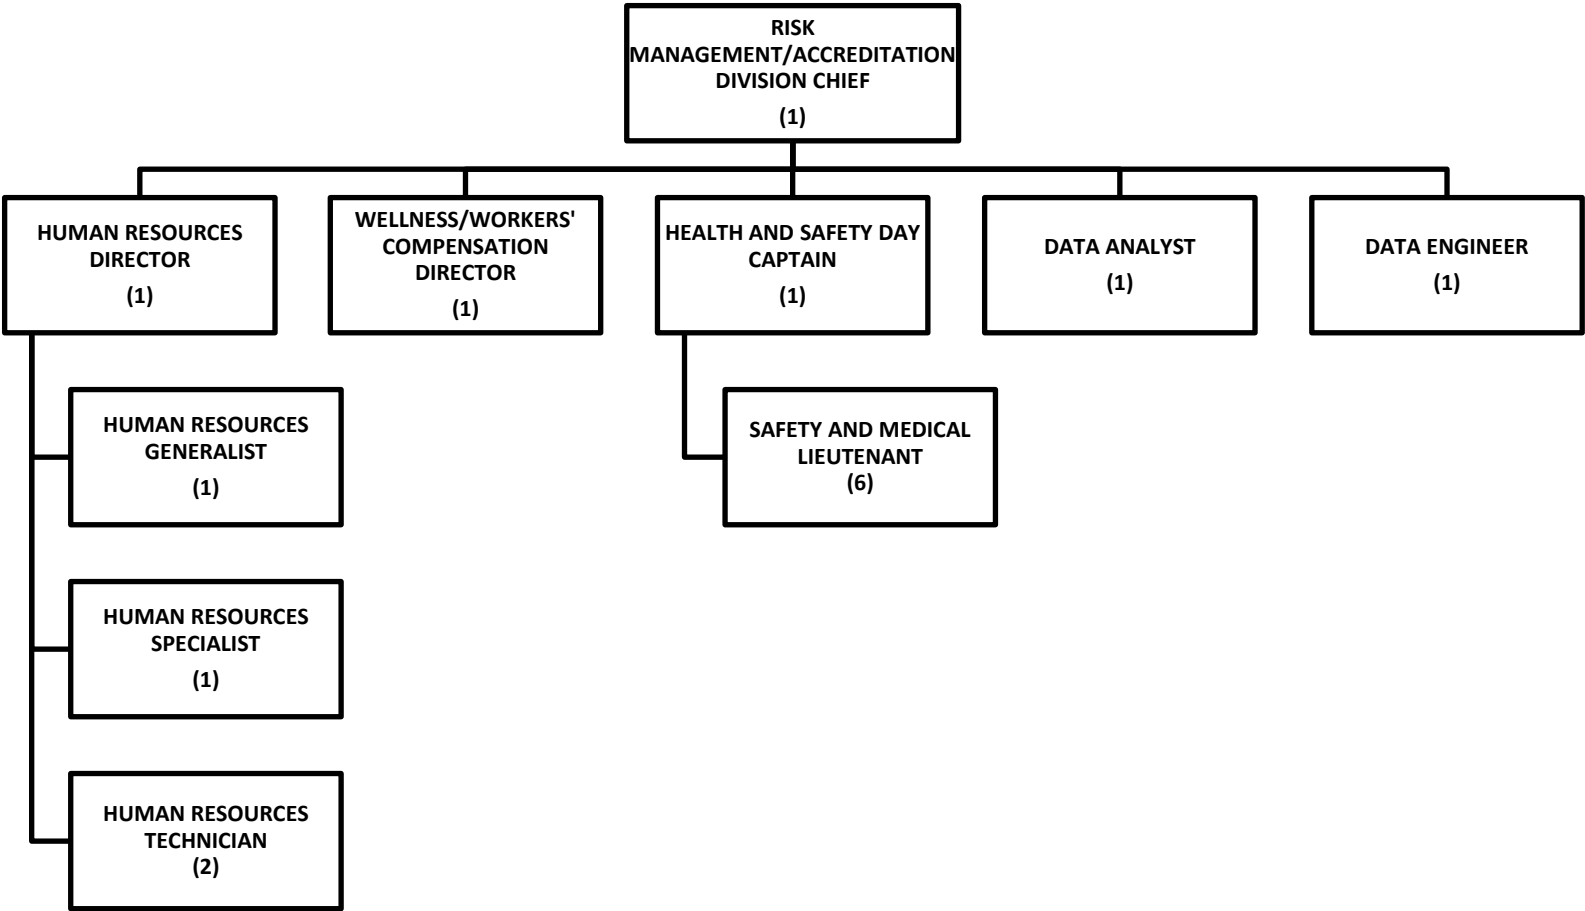 RISK
MANAGEMENT/ACCREDITATION
DIVISION CHIEF
(1)
HUMAN RESOURCES
DIRECTOR
(1)
WELLNESS/WORKERS'
COMPENSATION
DIRECTOR
(1)
HEALTH AND SAFETY DAY
CAPTAIN
(1)
DATA ANALYST
(1)
DATA ENGINEER
(1)
HUMAN RESOURCES
GENERALIST
(1)
SAFETY AND MEDICAL
LIEUTENANT
(6)
HUMAN RESOURCES
SPECIALIST
(1)
HUMAN RESOURCES
TECHNICIAN
(2)